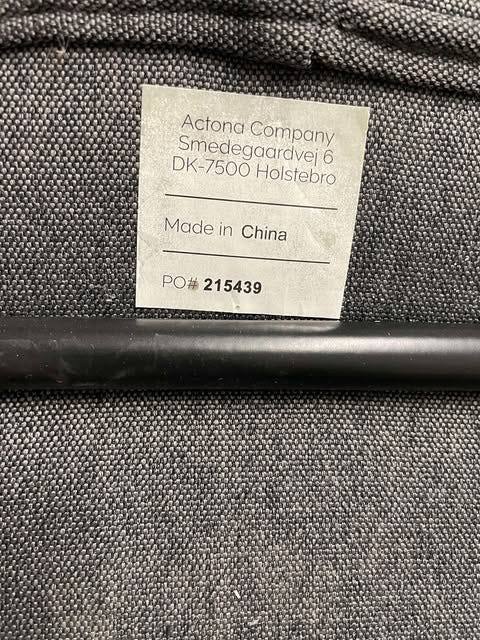 Actona Company
Smedegaardvej 6
DK-7500 Holstebro
Made in China
PO# 215439